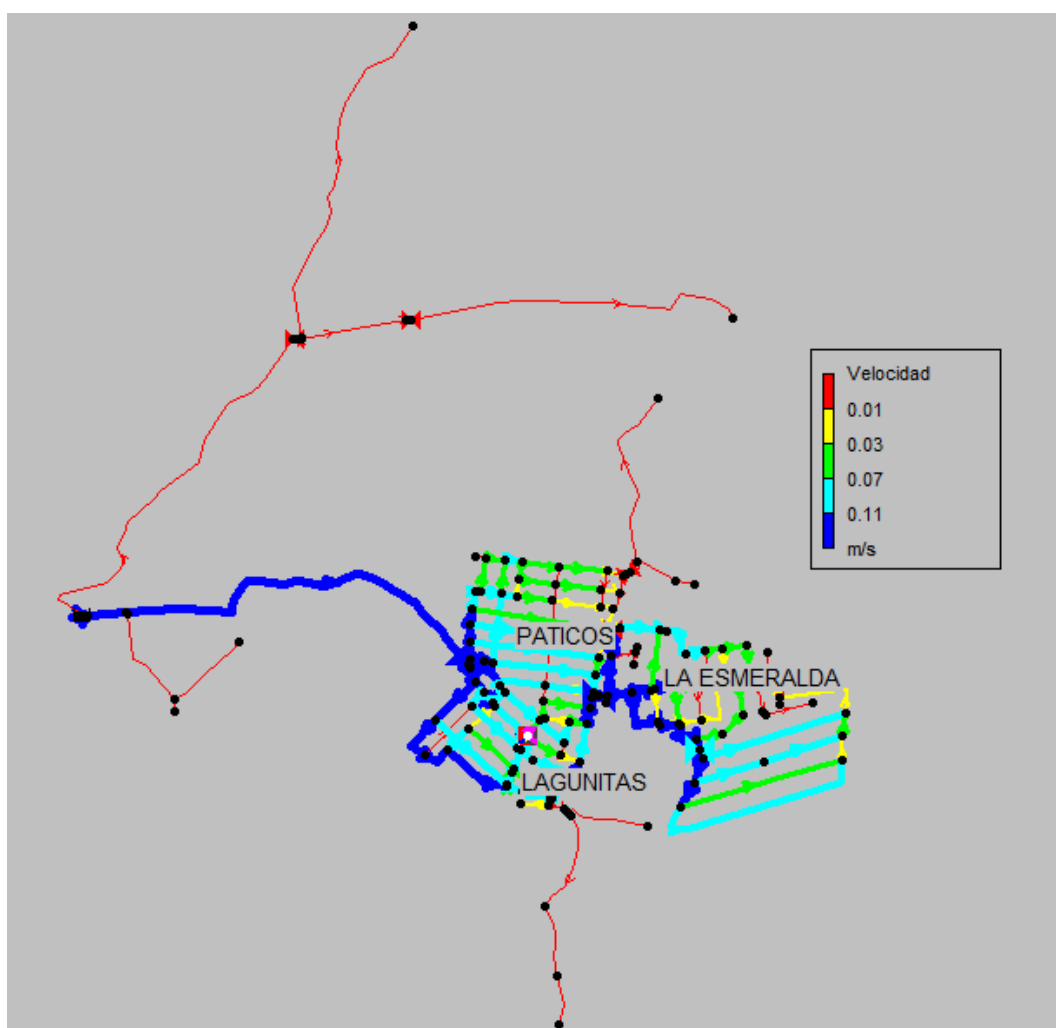 Velocidad
0.01
0.03
0.07
0.11
m/s
PATICOS
LA ESMERALDA
LAGUNITAS